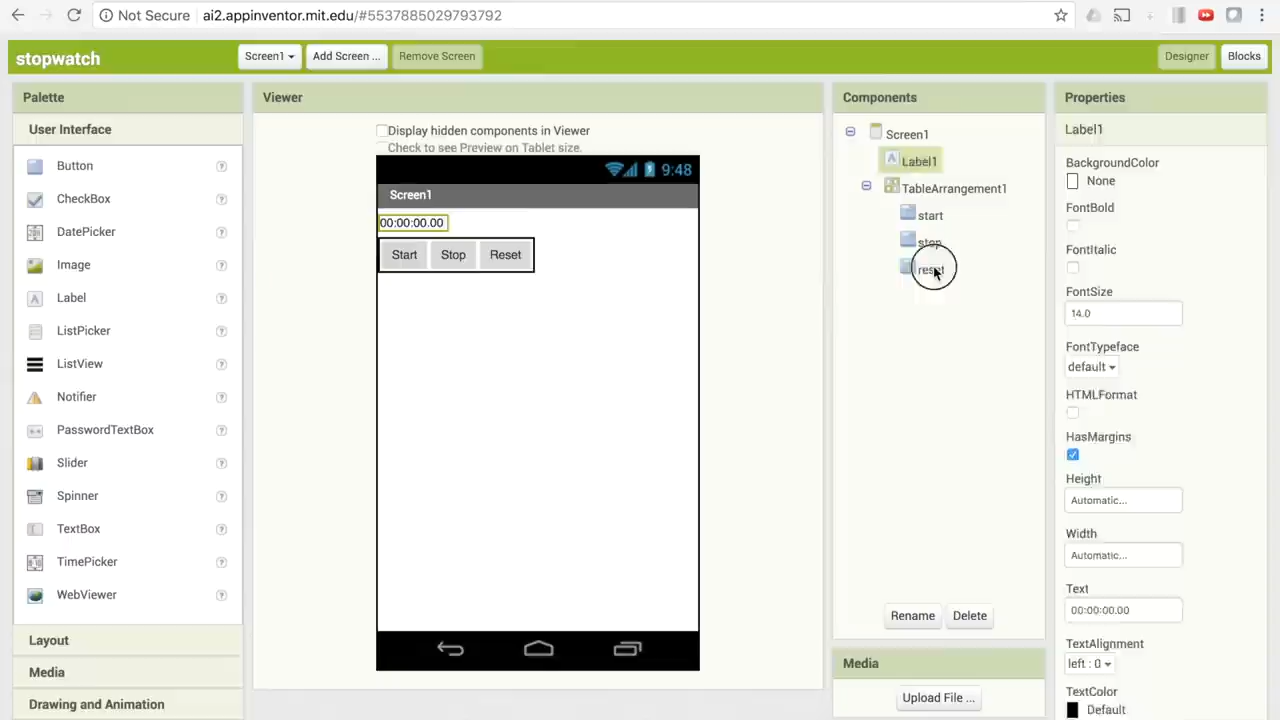 Not Secure
ai2.appinventor.mit.edu/#5537885029793792
stopwatch
Screen1
Add Screen ...
Remove Screen
Designer
Blocks
Palette
User Interface
Button
CheckBox
DatePicker
Image
Label
ListPicker
ListView
Notifier
PasswordTextBox
Slider
Spinner
TextBox
TimePicker
WebViewer
Layout
Media
Drawing and Animation
Viewer
Display hidden components in Viewer
Check to see Preview on Tablet size.
9:48
Screen1
00:00:00.00
Start Stop Reset
Components
Screen1
Label1
TableArrangement1
start
stop
reset
Rename Delete
Media
Upload File ...
Properties
Label1
BackgroundColor
None
FontBold
FontItalic
FontSize
14.0
FontTypeface
default
HTMLFormat
HasMargins
Height
Automatic...
Width
Automatic...
Text
00:00:00.00
TextAlignment
left : 0
TextColor
Default